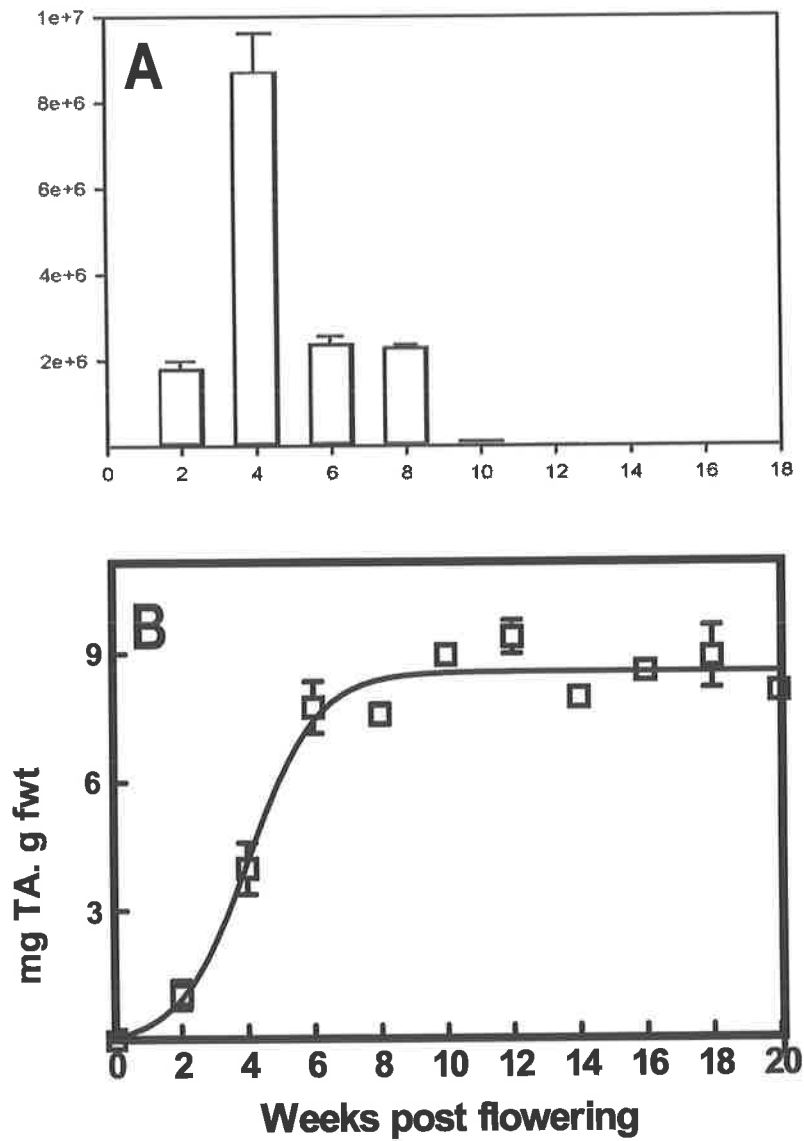 1e+7
A
8e+6
6e+6
4e+6
2e+6
0 2 4 6 8 10 12 14 16 18
B
9
6
3
mg TA. g fwt
0 2 4 6 8 10 12 14 16 18 20
Weeks post flowering